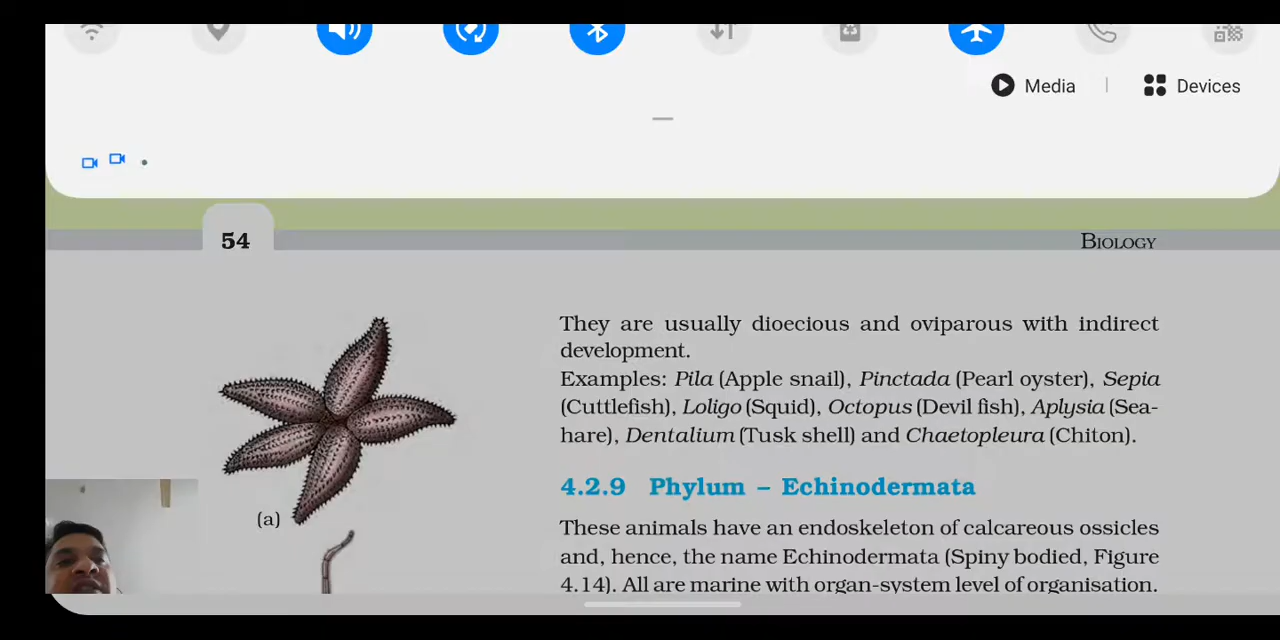 Media
Devices
54
BIOLOGY
They are usually dioecious and oviparous with indirect
development.
Examples: Pila (Apple snail), Pinctada (Pearl oyster), Sepia
(Cuttlefish), Loligo (Squid), Octopus (Devil fish), Aplysia (Sea-
hare), Dentalium (Tusk shell) and Chaetopleura (Chiton).
(a)
4.2.9 Phylum – Echinodermata
These animals have an endoskeleton of calcareous ossicles
and, hence, the name Echinodermata (Spiny bodied, Figure
4.14). All are marine with organ-system level of organisation.